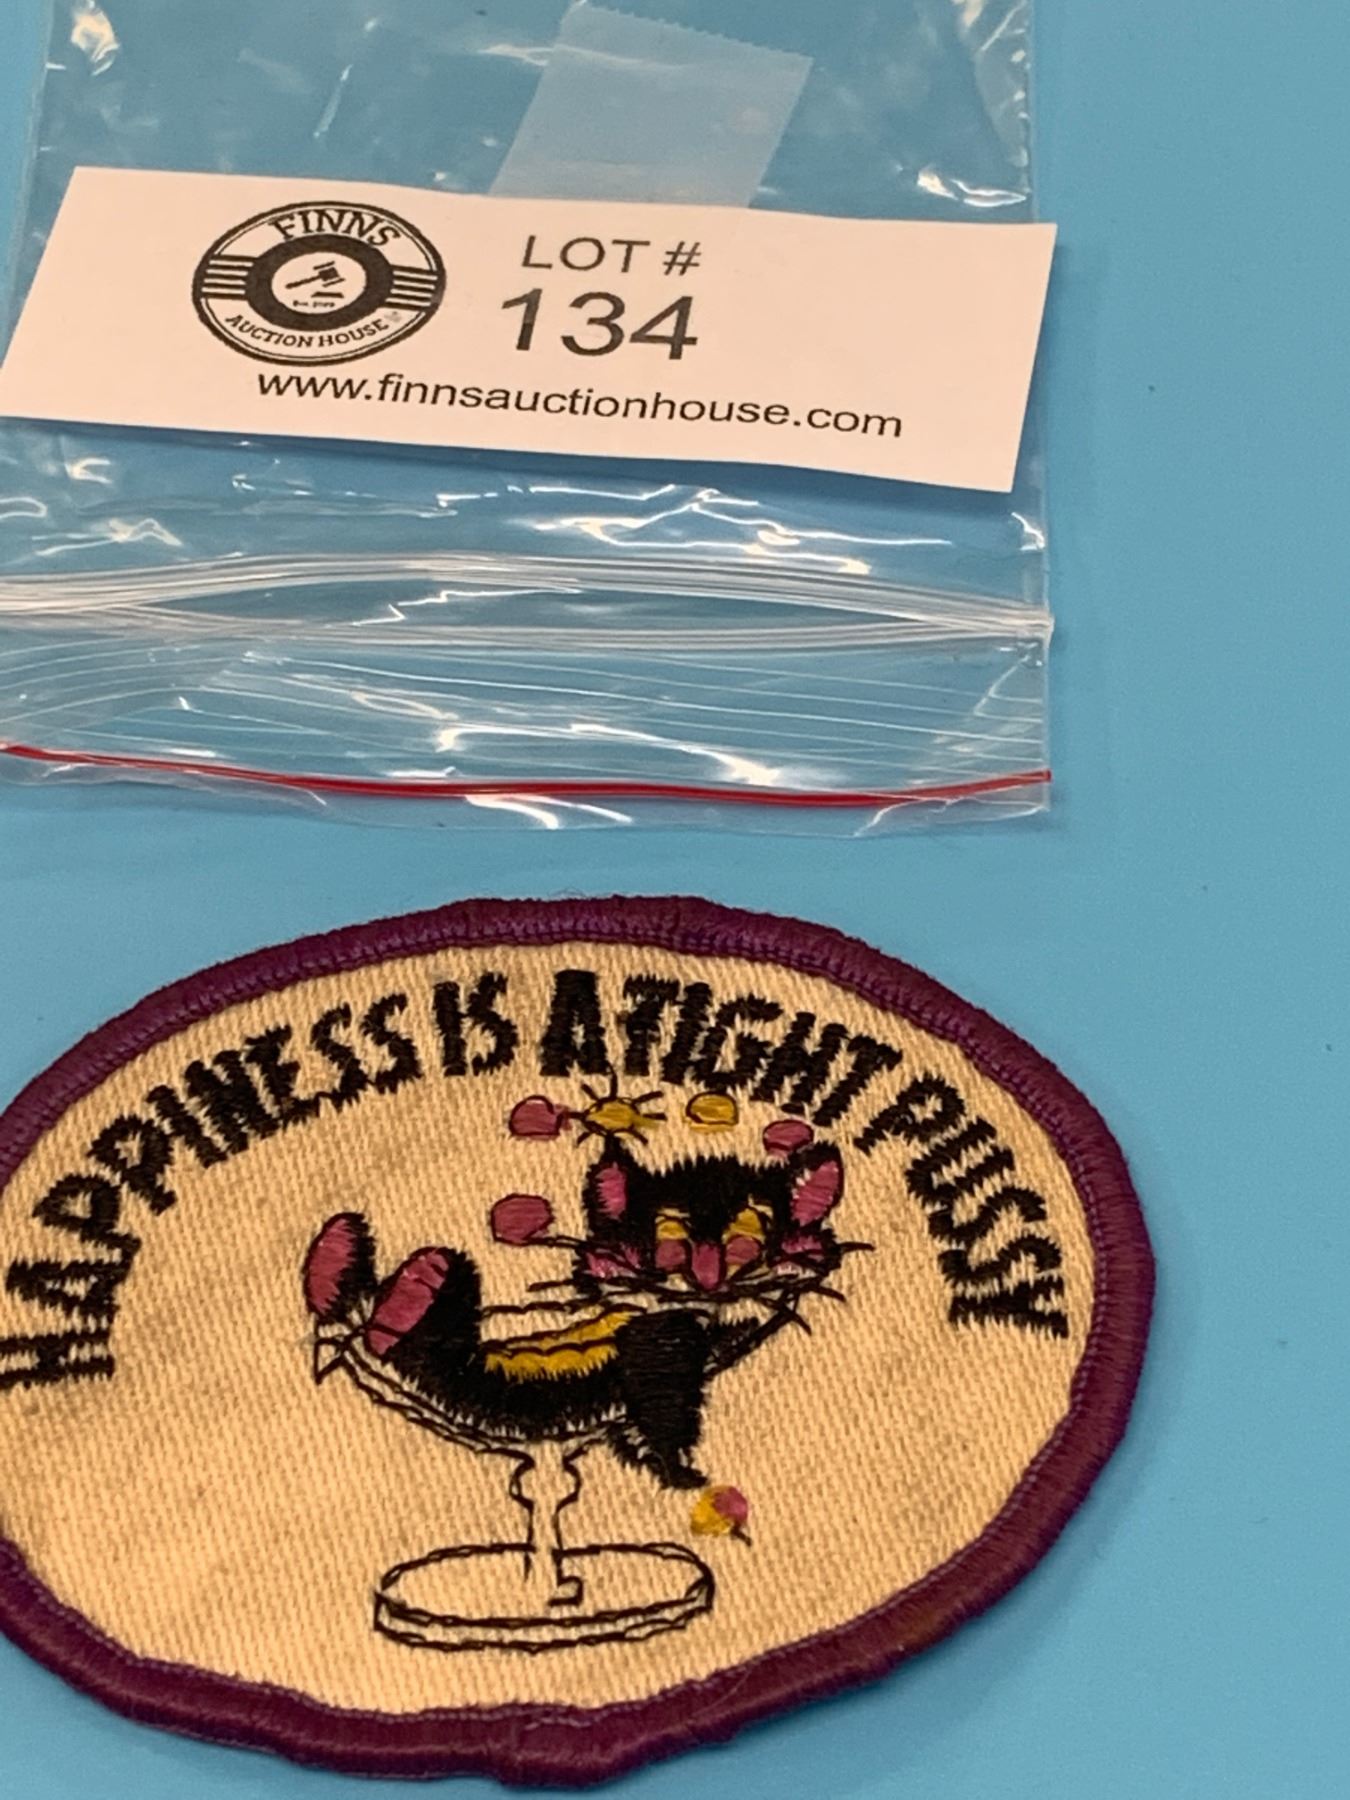 FINNS
AUCTION HOUSE
LOT #
134
www.finnsauctionhouse.com
HAPPINESS IS A TIGHT PUSSY